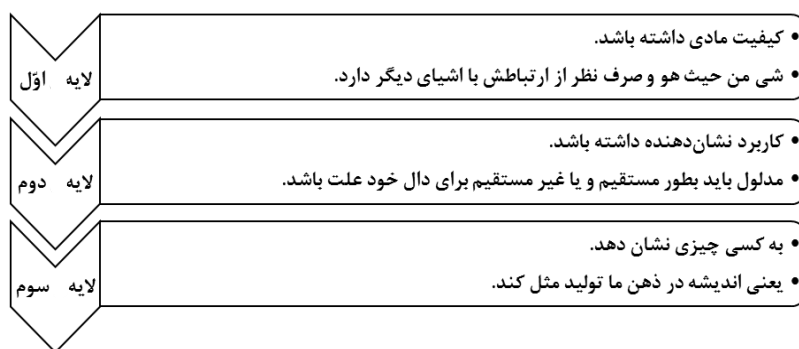 لایه اوّل
• کیفیت مادی داشته باشد.
• شی من حیث هو و صرف نظر از ارتباطش با اشیای دیگر دارد.
لایه دوم
• کاربرد نشان‌دهنده داشته باشد.
• مدلول باید بطور مستقیم و یا غیر مستقیم برای دال خود علت باشد.
لایه سوم
• به کسی چیزی نشان دهد.
• یعنی اندیشه در ذهن ما تولید مثل کند.